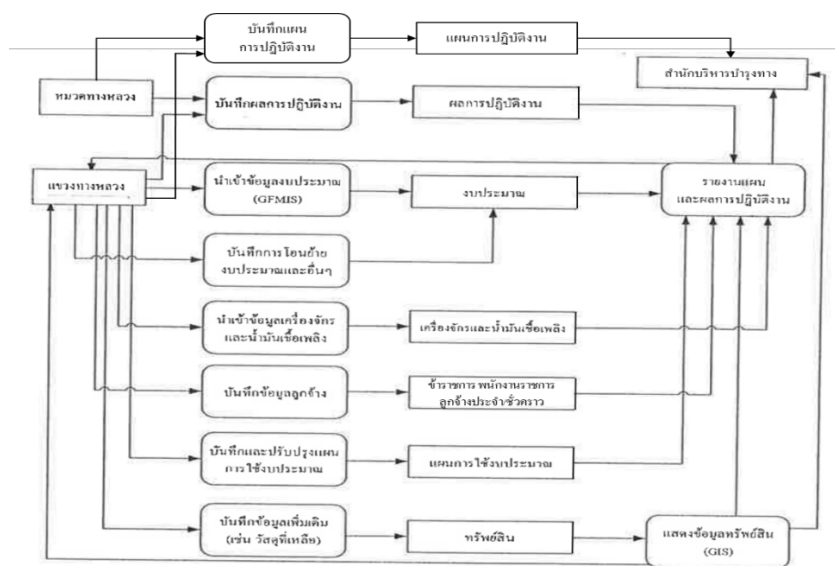 บันทึกแผน
การปฏิบัติงาน
แผนการปฏิบัติงาน
สำนักบริหารบำรุงทาง
หมวดทางหลวง
บันทึกผลการปฏิบัติงาน
ผลการปฏิบัติงาน
แขวงทางหลวง
นำเข้าข้อมูลงบประมาณ
(GFMIS)
งบประมาณ
รายงานแผน
และผลการปฏิบัติงาน
บันทึกการโอนย้าย
งบประมาณและอื่นๆ
นำเข้าข้อมูลเครื่องจักร
และน้ำมันเชื้อเพลิง
เครื่องจักรและน้ำมันเชื้อเพลิง
บันทึกข้อมูลลูกจ้าง
ข้าราชการ พนักงานราชการ
ลูกจ้างประจำ/ชั่วคราว
บันทึกและปรับปรุงแผน
การใช้งบประมาณ
แผนการใช้งบประมาณ
บันทึกข้อมูลเพิ่มเติม
(เช่น วัสดุที่เหลือ)
ทรัพย์สิน
แสดงข้อมูลทรัพย์สิน
(GIS)